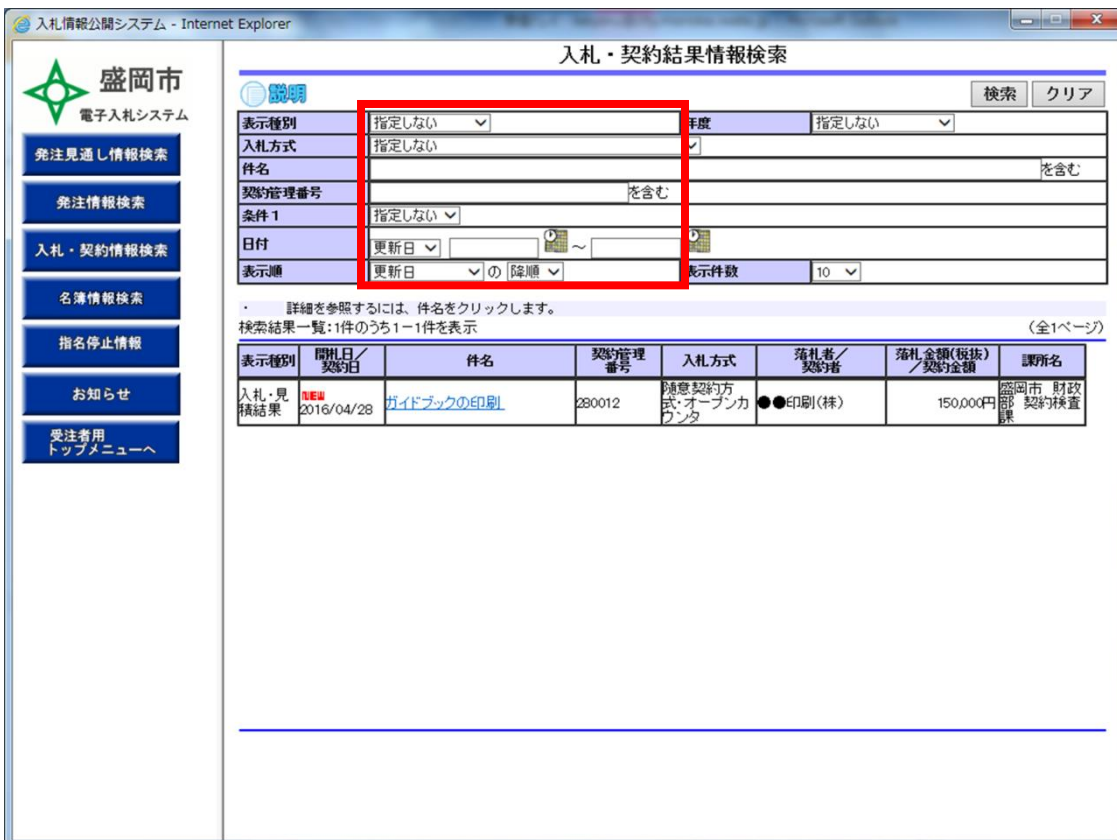 入札情報公開システム - Internet Explorer
盛岡市
電子入札システム
発注見通し情報検索
発注情報検索
入札・契約情報検索
名簿情報検索
指名停止情報
お知らせ
受注者用
トップメニューへ
入札・契約結果情報検索
説明
検索 クリア
表示種別 指定しない 年度 指定しない
入札方式 指定しない
件名 を含む
契約管理番号 を含む
条件1 指定しない
日付 更新日 ～
表示順 更新日 の 降順 表示件数 10
・ 詳細を参照するには、件名をクリックします。
検索結果一覧：1件のうち1－1件を表示 (全1ページ)
表示種別 開札日／契約日 件名 契約管理番号 入札方式 落札者／契約者 落札金額(税抜)／契約金額 課所名
入札・見積結果 NEW 2016/04/28 ガイドブックの印刷 280012 随意契約方式・オープンカウンタ ●●印刷(株) 150,000円 盛岡市 財政部 契約検査課